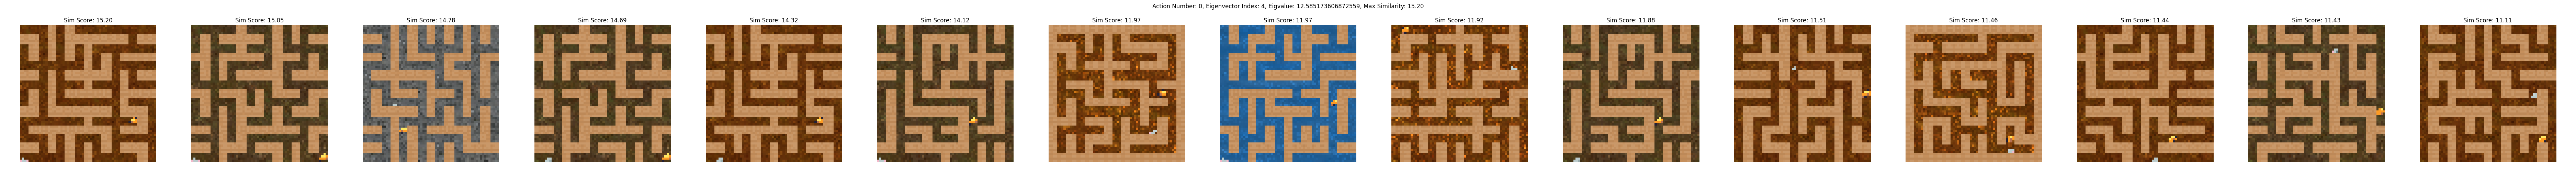 Action Number: 0, Eigenvector Index: 4, Eigvalue: 12.585173606872559, Max Similarity: 15.20
Sim Score: 15.20
Sim Score: 15.05
Sim Score: 14.78
Sim Score: 14.69
Sim Score: 14.32
Sim Score: 14.12
Sim Score: 11.97
Sim Score: 11.97
Sim Score: 11.92
Sim Score: 11.88
Sim Score: 11.51
Sim Score: 11.46
Sim Score: 11.44
Sim Score: 11.43
Sim Score: 11.11